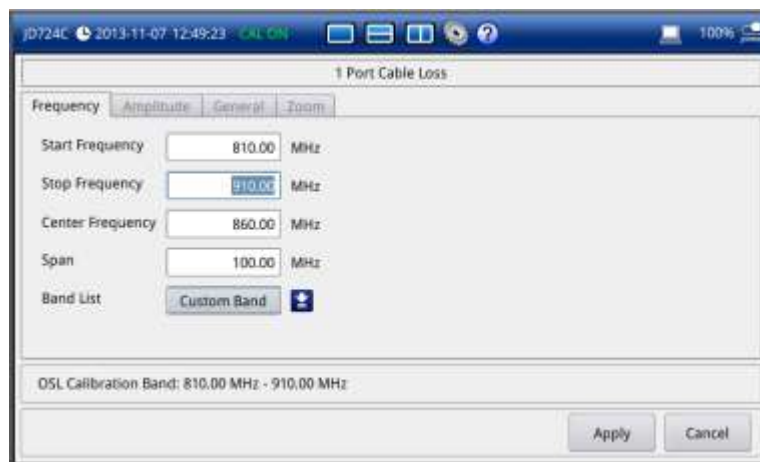 JD724C 2013-11-07 12:49:23 CAL ON ? 100%
1 Port Cable Loss
Frequency Amplitude General Zoom
Start Frequency 810.00 MHz
Stop Frequency 910.00 MHz
Center Frequency 860.00 MHz
Span 100.00 MHz
Band List Custom Band
OSL Calibration Band: 810.00 MHz - 910.00 MHz
Apply Cancel